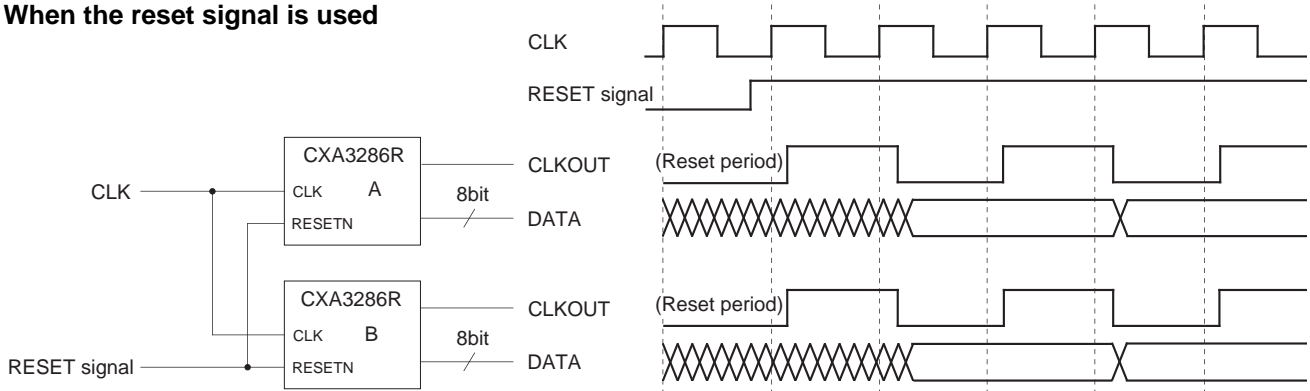 When the reset signal is used
CLK
RESET signal
CXA3286R
A
CLK
RESETN
CLK
8bit
CLKOUT
(Reset period)
DATA
CXA3286R
B
CLK
RESETN
RESET signal
8bit
CLKOUT
(Reset period)
DATA